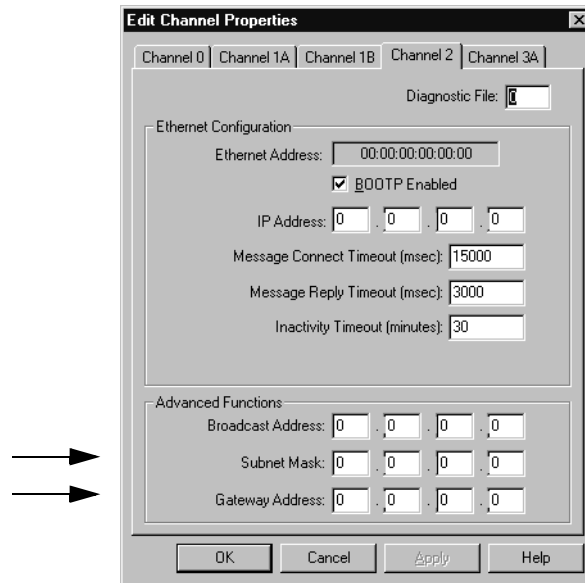 Edit Channel Properties
Channel 0 Channel 1A Channel 1B Channel 2 Channel 3A
Diagnostic File: 0
Ethernet Configuration
Ethernet Address: 00:00:00:00:00:00
BOOTP Enabled
IP Address: 0 . 0 . 0 . 0
Message Connect Timeout (msec): 15000
Message Reply Timeout (msec): 3000
Inactivity Timeout (minutes): 30
Advanced Functions
Broadcast Address: 0 . 0 . 0 . 0
Subnet Mask: 0 . 0 . 0 . 0
Gateway Address: 0 . 0 . 0 . 0
OK Cancel Apply Help